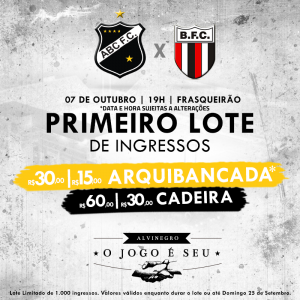 ABC F.C.
X
B.F.C.
07 DE OUTUBRO | 19H | FRASQUEIRÃO
*DATA E HORA SUJEITAS A ALTERAÇÕES
PRIMEIRO LOTE
DE INGRESSOS
R$30,00 | R$15,00 ARQUIBANCADA*
R$60,00 | R$30,00 CADEIRA
ALVINEGRO
O JOGO É SEU
Lote Limitado de 1.000 ingressos. Valores válidos enquanto durar o lote ou até Domingo 25 de Setembro.